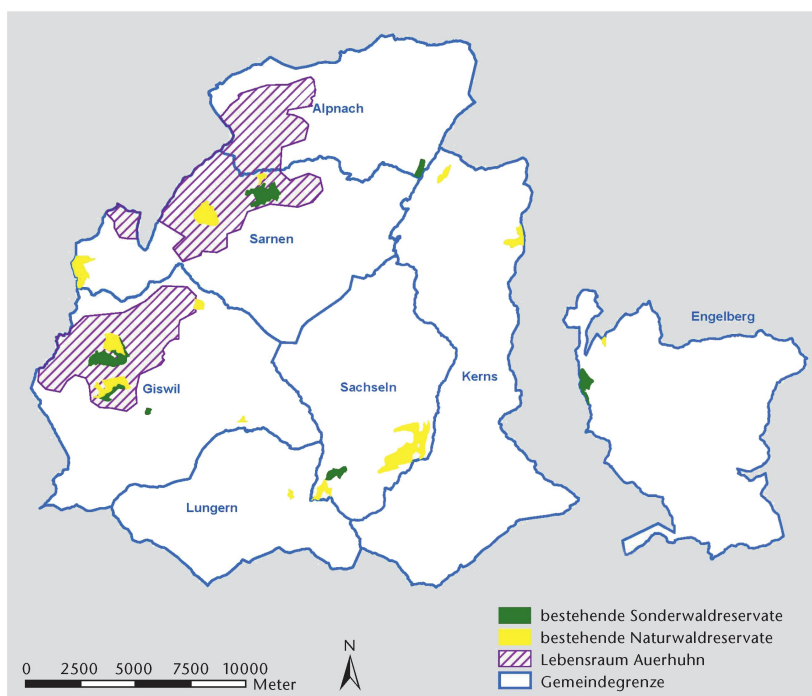 Alpnach
Sarnen
Engelberg
Giswil
Sachseln
Kerns
Lungern
bestehende Sonderwaldreservate
bestehende Naturwaldreservate
Lebensraum Auerhuhn
Gemeindegrenze
N
0 2500 5000 7500 10000
Meter